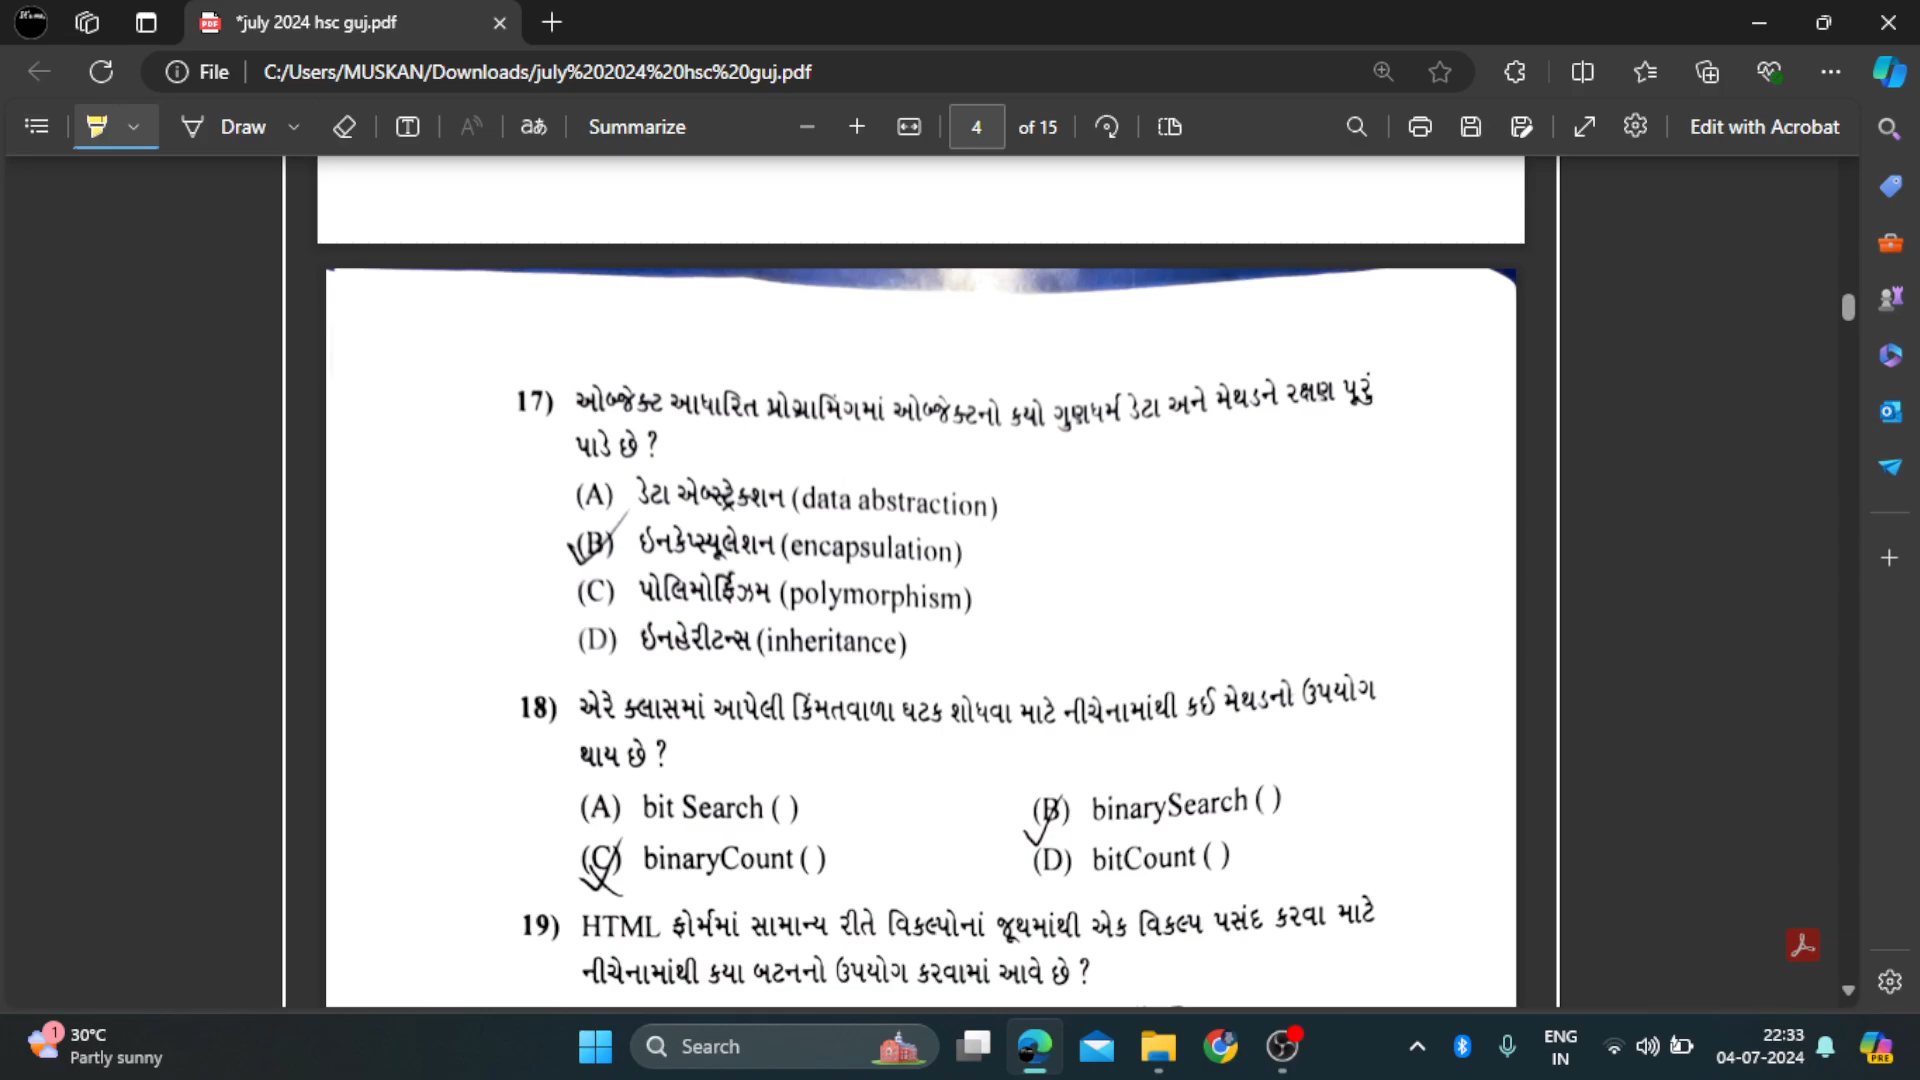 It's me.
*july 2024 hsc guj.pdf
File
C:/Users/MUSKAN/Downloads/july%202024%20hsc%20guj.pdf
Draw
Summarize
4
of 15
Edit with Acrobat
17) ઓબ્જેક્ટ આધારિત પ્રોગ્રામિંગમાં ઓબ્જેક્ટનો કયો ગુણધર્મ ડેટા અને મેથડને રક્ષણ પૂરું
પાડે છે ?
(A) ડેટા એબ્સ્ટ્રેક્શન (data abstraction)
(B) ઇનકેપ્સ્યૂલેશન (encapsulation)
(C) પોલિમોર્ફિઝમ (polymorphism)
(D) ઇનહેરીટન્સ (inheritance)
18) એરે ક્લાસમાં આપેલી કિંમતવાળા ઘટક શોધવા માટે નીચેનામાંથી કઈ મેથડનો ઉપયોગ
થાય છે ?
(A) bit Search ( ) (B) binarySearch ( )
(C) binaryCount ( ) (D) bitCount ( )
19) HTML ફોર્મમાં સામાન્ય રીતે વિકલ્પોનાં જૂથમાંથી એક વિકલ્પ પસંદ કરવા માટે
નીચેનામાંથી કયા બટનનો ઉપયોગ કરવામાં આવે છે ?
1
30°C
Partly sunny
Search
ENG
IN
22:33
04-07-2024
PRE